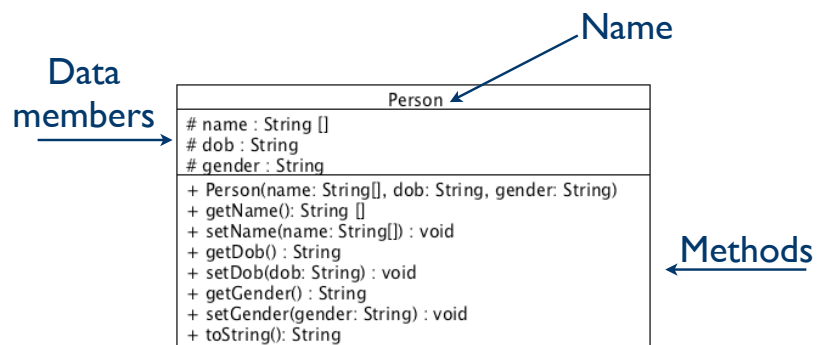 Name
Data
members
Person
# name : String []
# dob : String
# gender : String
+ Person(name: String[], dob: String, gender: String)
+ getName(): String []
+ setName(name: String[]) : void
+ getDob() : String
+ setDob(dob: String) : void
+ getGender() : String
+ setGender(gender: String) : void
+ toString(): String
Methods